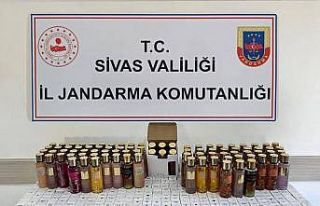 T.C.
SİVAS VALİLİĞİ
İL JANDARMA KOMUTANLIĞI